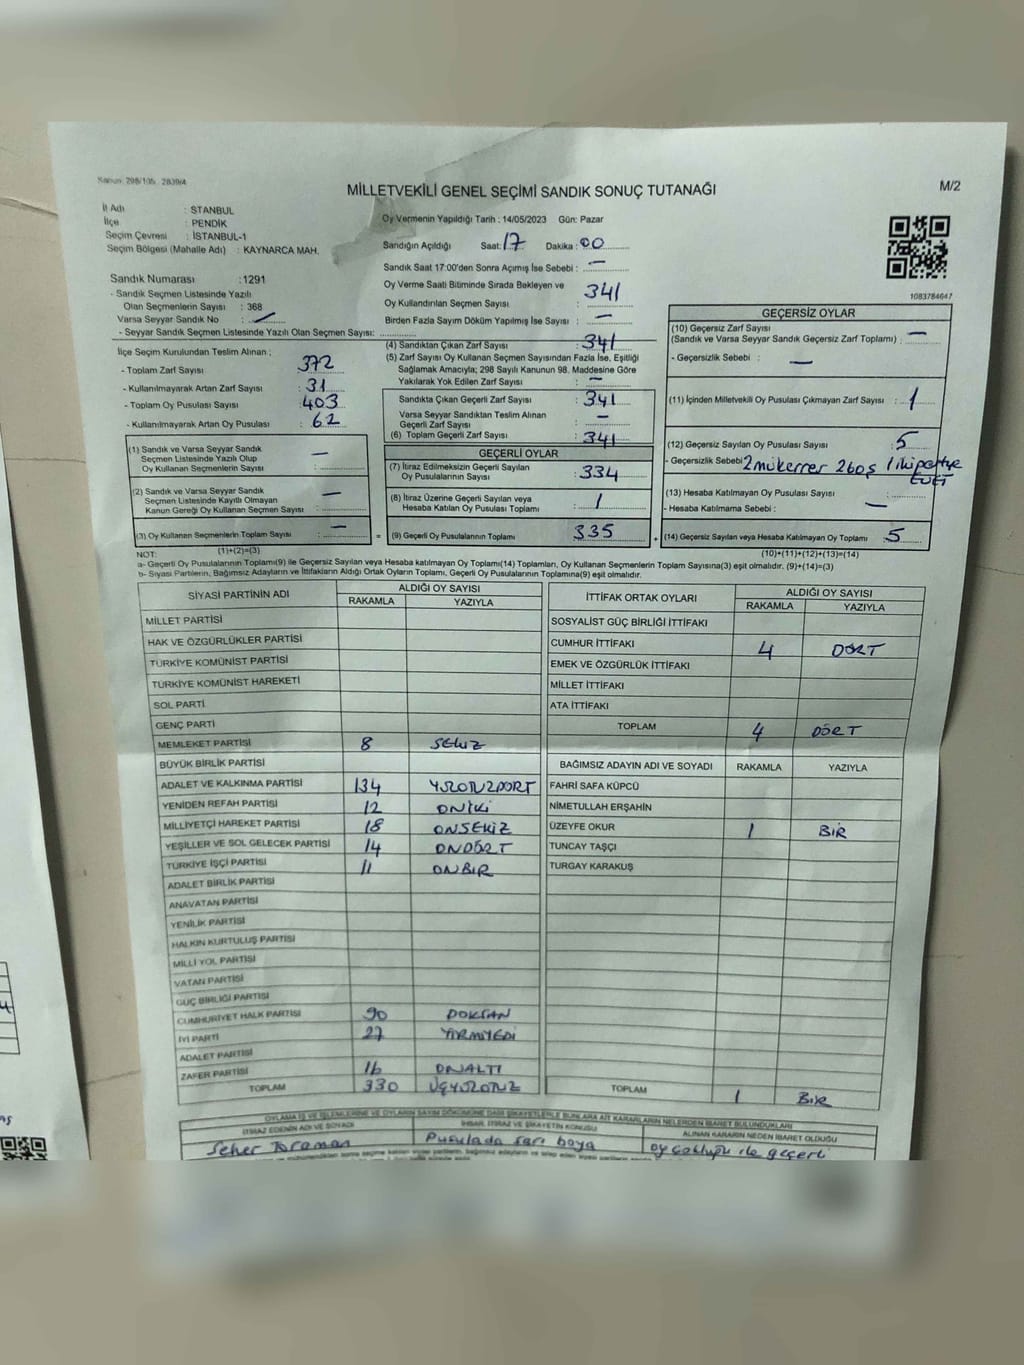 Kanun: 298/105 2839/4
MİLLETVEKİLİ GENEL SEÇİMİ SANDIK SONUÇ TUTANAĞI
M/2
İl Adı : STANBUL
İlçe : PENDİK
Seçim Çevresi : İSTANBUL-1
Seçim Bölgesi (Mahalle Adı) : KAYNARCA MAH.
Oy Vermenin Yapıldığı Tarih : 14/05/2023 Gün: Pazar
Sandığın Açıldığı Saat: 17 Dakika: 00
Sandık Saat 17:00'den Sonra Açımış İse Sebebi : —
Oy Verme Saati Bitiminde Sırada Bekleyen ve
Oy Kullandırılan Seçmen Sayısı : 341
Birden Fazla Sayım Döküm Yapılmış İse Sayısı : —
1083784647
Sandık Numarası : 1291
- Sandık Seçmen Listesinde Yazılı
Olan Seçmenlerin Sayısı : 368
Varsa Seyyar Sandık No :
- Seyyar Sandık Seçmen Listesinde Yazılı Olan Seçmen Sayısı:
İlçe Seçim Kurulundan Teslim Alınan ;
- Toplam Zarf Sayısı : 372
- Kullanılmayarak Artan Zarf Sayısı : 31
- Toplam Oy Pusulası Sayısı : 403
- Kullanılmayarak Artan Oy Pusulası : 62
(1) Sandık ve Varsa Seyyar Sandık
Seçmen Listesinde Yazılı Olup
Oy Kullanan Seçmenlerin Sayısı : —
(2) Sandık ve Varsa Seyyar Sandık
Seçmen Listesinde Kayıtlı Olmayan
Kanun Gereği Oy Kullanan Seçmen Sayısı : —
(3) Oy Kullanan Seçmenlerin Toplam Sayısı : —
(1)+(2)=(3)
(4) Sandıktan Çıkan Zarf Sayısı : 341
(5) Zarf Sayısı Oy Kullanan Seçmen Sayısından Fazla İse, Eşitliği
Sağlamak Amacıyla; 298 Sayılı Kanunun 98. Maddesine Göre
Yakılarak Yok Edilen Zarf Sayısı : —
Sandıkta Çıkan Geçerli Zarf Sayısı : 341
Varsa Seyyar Sandıktan Teslim Alınan
Geçerli Zarf Sayısı : —
(6) Toplam Geçerli Zarf Sayısı : 341
GEÇERLİ OYLAR
(7) İtiraz Edilmeksizin Geçerli Sayılan
Oy Pusulalarının Sayısı : 334
(8) İtiraz Üzerine Geçerli Sayılan veya
Hesaba Katılan Oy Pusulası Toplamı : 1
= (9) Geçerli Oy Pusulalarının Toplamı : 335 +
GEÇERSİZ OYLAR
(10) Geçersiz Zarf Sayısı
(Sandık ve Varsa Seyyar Sandık Geçersiz Zarf Toplamı) : —
- Geçersizlik Sebebi : —
(11) İçinden Milletvekili Oy Pusulası Çıkmayan Zarf Sayısı : 1
(12) Geçersiz Sayılan Oy Pusulası Sayısı : 5
- Geçersizlik Sebebi 2 mükerrer 2 boş 1 iki partiye
EVET
(13) Hesaba Katılmayan Oy Pusulası Sayısı :
- Hesaba Katılmama Sebebi : —
(14) Geçersiz Sayılan veya Hesaba Katılmayan Oy Toplamı : 5
(10)+(11)+(12)+(13)=(14)
NOT:
a- Geçerli Oy Pusulalarının Toplamı(9) ile Geçersiz Sayılan veya Hesaba katılmayan Oy Toplamı(14) Toplamları, Oy Kullanan Seçmenlerin Toplam Sayısına(3) eşit olmalıdır. (9)+(14)=(3)
b- Siyasi Partilerin, Bağımsız Adayların ve İttifakların Aldığı Ortak Oyların Toplamı, Geçerli Oy Pusulalarının Toplamına(9) eşit olmalıdır.
SİYASİ PARTİNİN ADI ALDIĞI OY SAYISI
RAKAMLA YAZIYLA
MİLLET PARTİSİ
HAK VE ÖZGÜRLÜKLER PARTİSİ
TÜRKİYE KOMÜNİST PARTİSİ
TÜRKİYE KOMÜNİST HAREKETİ
SOL PARTİ
GENÇ PARTİ
MEMLEKET PARTİSİ 8 SEKİZ
BÜYÜK BİRLİK PARTİSİ
ADALET VE KALKINMA PARTİSİ 134 YÜZOTUZDÖRT
YENİDEN REFAH PARTİSİ 12 ONİKİ
MİLLİYETÇİ HAREKET PARTİSİ 18 ONSEKİZ
YEŞİLLER VE SOL GELECEK PARTİSİ 14 ONDÖRT
TÜRKİYE İŞÇİ PARTİSİ 11 ONBİR
ADALET BİRLİK PARTİSİ
ANAVATAN PARTİSİ
YENİLİK PARTİSİ
HALKIN KURTULUŞ PARTİSİ
MİLLİ YOL PARTİSİ
VATAN PARTİSİ
GÜÇ BİRLİĞİ PARTİSİ
CUMHURİYET HALK PARTİSİ 90 DOKSAN
İYİ PARTİ 27 YİRMİYEDİ
ADALET PARTİSİ
ZAFER PARTİSİ 16 ONALTI
TOPLAM 330 ÜÇYÜZOTUZ
İTTİFAK ORTAK OYLARI ALDIĞI OY SAYISI
RAKAMLA YAZIYLA
SOSYALIST GÜÇ BİRLİĞİ İTTİFAKI
CUMHUR İTTİFAKI 4 DÖRT
EMEK VE ÖZGÜRLÜK İTTİFAKI
MİLLET İTTİFAKI
ATA İTTİFAKI
TOPLAM 4 DÖRT
BAĞIMSIZ ADAYIN ADI VE SOYADI RAKAMLA YAZIYLA
FAHRİ SAFA KÜPCÜ
NİMETULLAH ERŞAHİN
ÜZEYFE OKUR 1 BİR
TUNCAY TAŞÇI
TURGAY KARAKUŞ
TOPLAM 1 BİR
OYLAMA İŞ VE İŞLEMLERİNE VE OYLARIN SAYIM DÖKÜMÜNE DAİR ŞİKAYETLERLE BUNLARA AİT KARARLARIN NELERDEN İBARET BULUNDUKLARI
İTİRAZ EDENİN ADI VE SOYADI İHBAR, İTİRAZ VE ŞİKAYETİN KONUSU ALINAN KARARIN NEDEN İBARET OLDUĞU
Seher Karaman Pusulada sarı boya oy çokluğu ile geçerli